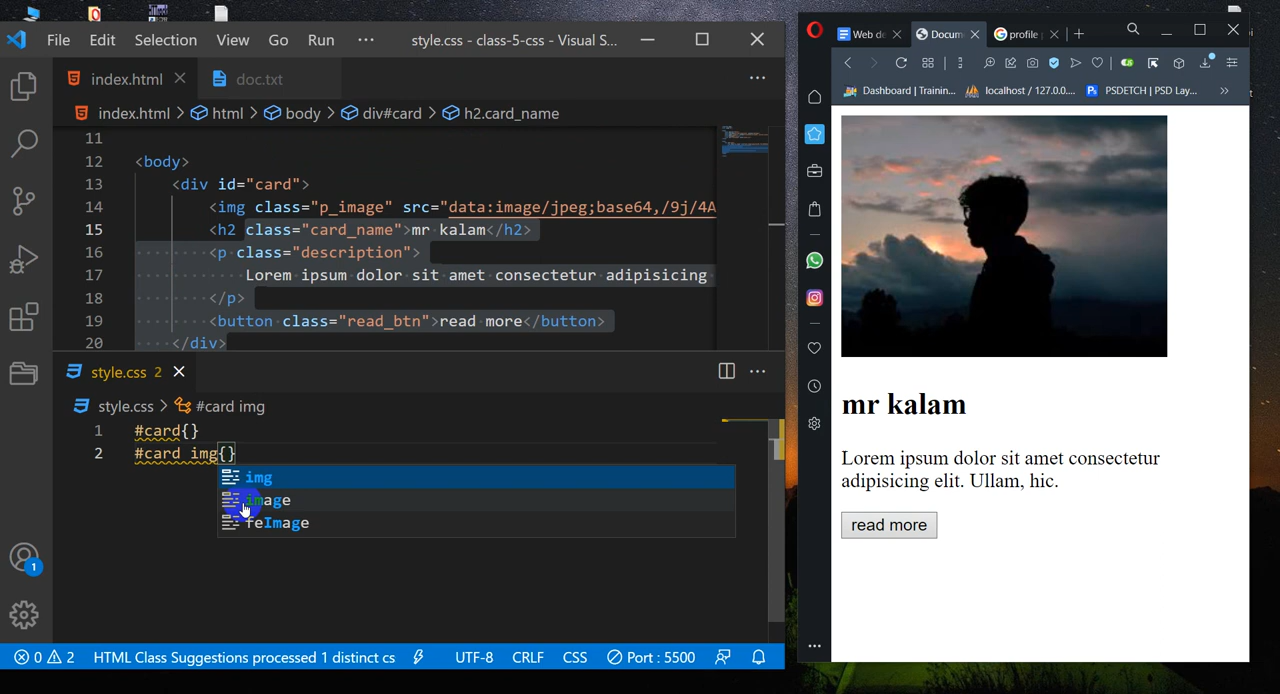 File Edit Selection View Go Run ··· style.css - class-5-css - Visual S...
index.html doc.txt ···
index.html > html > body > div#card > h2.card_name
11
12 <body>
13 <div id="card">
14 <img class="p_image" src="data:image/jpeg;base64,/9j/4A
15 <h2 class="card_name">mr kalam</h2>
16 <p class="description">
17 Lorem ipsum dolor sit amet consectetur adipisicing
18 </p>
19 <button class="read_btn">read more</button>
20 </div>
style.css 2 ···
style.css > #card img
1 #card{}
2 #card img{}
img
image
feImage
1
0 2 HTML Class Suggestions processed 1 distinct cs UTF-8 CRLF CSS Port : 5500
Web de Docum profile
Dashboard | Trainin... localhost / 127.0.0.... Ps PSDETCH | PSD Lay... »
mr kalam
Lorem ipsum dolor sit amet consectetur
adipisicing elit. Ullam, hic.
read more